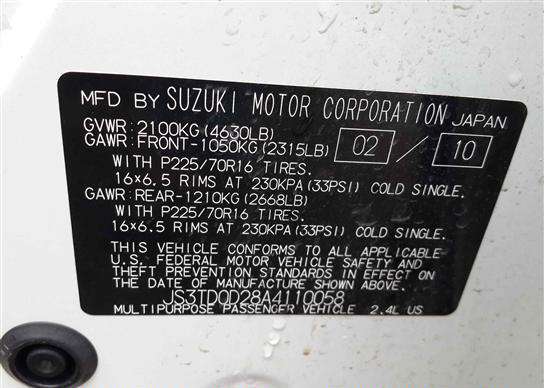 MFD BY SUZUKI MOTOR CORPORATION JAPAN
GVWR: 2100KG (4630LB)
GAWR: FRONT-1050KG (2315LB) 02 / 10
WITH P225/70R16 TIRES.
16×6.5 RIMS AT 230KPA (33PSI) COLD SINGLE.
GAWR: REAR-1210KG (2668LB)
WITH P225/70R16 TIRES.
16×6.5 RIMS AT 230KPA (33PSI) COLD SINGLE.
THIS VEHICLE CONFORMS TO ALL APPLICABLE-
U.S. FEDERAL MOTOR VEHICLE SAFETY AND
THEFT PREVENTION STANDARDS IN EFFECT ON
THE DATE OF MANUFACTURE SHOWN ABOVE.
JS3TD0D28A4110058
MULTIPURPOSE PASSENGER VEHICLE 2.4L US